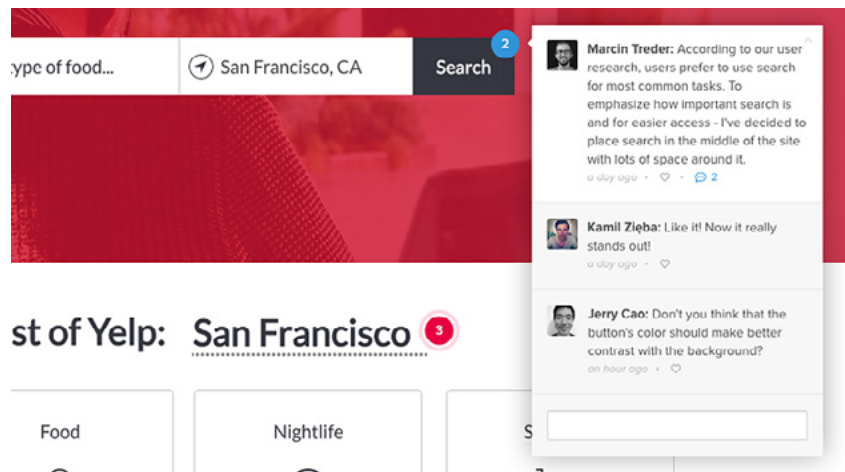 type of food...
San Francisco, CA
Search
2
Marcin Treder: According to our user
research, users prefer to use search
for most common tasks. To
emphasize how important search is
and for easier access - I've decided to
place search in the middle of the site
with lots of space around it.
a day ago
2
Kamil Zięba: Like it! Now it really
stands out!
a day ago
Jerry Cao: Don't you think that the
button's color should make better
contrast with the background?
an hour ago
st of Yelp: San Francisco
3
Food
Nightlife
S